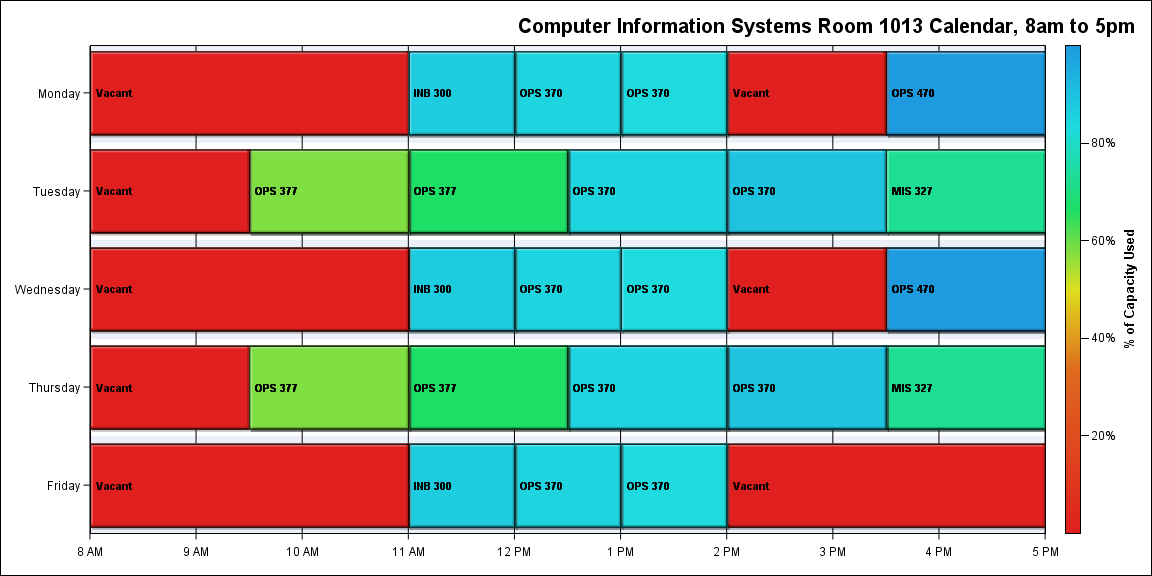 Computer Information Systems Room 1013 Calendar, 8am to 5pm
Monday
Vacant
INB 300
OPS 370
OPS 370
Vacant
OPS 470
Tuesday
Vacant
OPS 377
OPS 377
OPS 370
OPS 370
MIS 327
Wednesday
Vacant
INB 300
OPS 370
OPS 370
Vacant
OPS 470
Thursday
Vacant
OPS 377
OPS 377
OPS 370
OPS 370
MIS 327
Friday
Vacant
INB 300
OPS 370
OPS 370
Vacant
8 AM
9 AM
10 AM
11 AM
12 PM
1 PM
2 PM
3 PM
4 PM
5 PM
80%
60%
40%
20%
% of Capacity Used